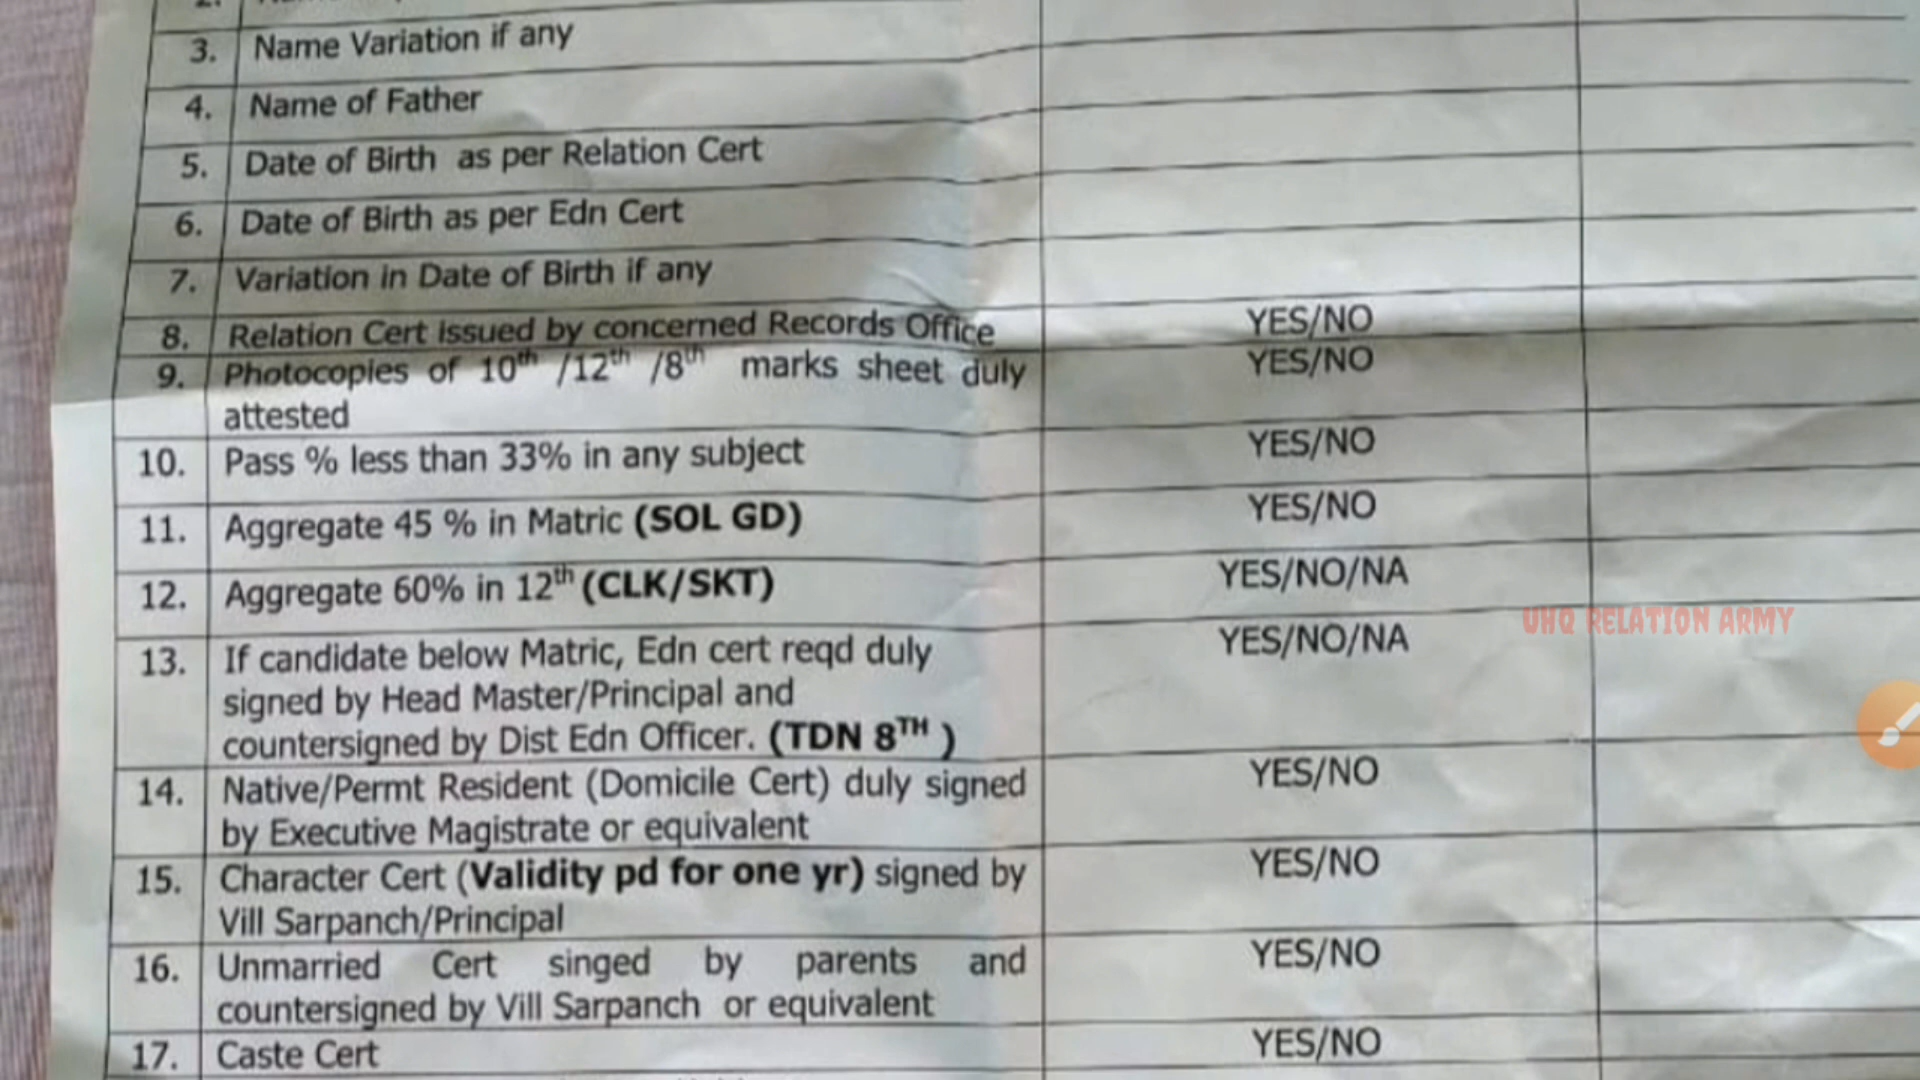 3. Name Variation if any
4. Name of Father
5. Date of Birth as per Relation Cert
6. Date of Birth as per Edn Cert
7. Variation in Date of Birth if any
8. Relation Cert issued by concerned Records Office YES/NO
9. Photocopies of 10th /12th /8th marks sheet duly YES/NO
attested
10. Pass % less than 33% in any subject YES/NO
11. Aggregate 45 % in Matric (SOL GD) YES/NO
12. Aggregate 60% in 12th (CLK/SKT) YES/NO/NA
UHQ RELATION ARMY
13. If candidate below Matric, Edn cert reqd duly YES/NO/NA
signed by Head Master/Principal and
countersigned by Dist Edn Officer. (TDN 8TH )
14. Native/Permt Resident (Domicile Cert) duly signed YES/NO
by Executive Magistrate or equivalent
15. Character Cert (Validity pd for one yr) signed by YES/NO
Vill Sarpanch/Principal
16. Unmarried Cert singed by parents and YES/NO
countersigned by Vill Sarpanch or equivalent
17. Caste Cert YES/NO